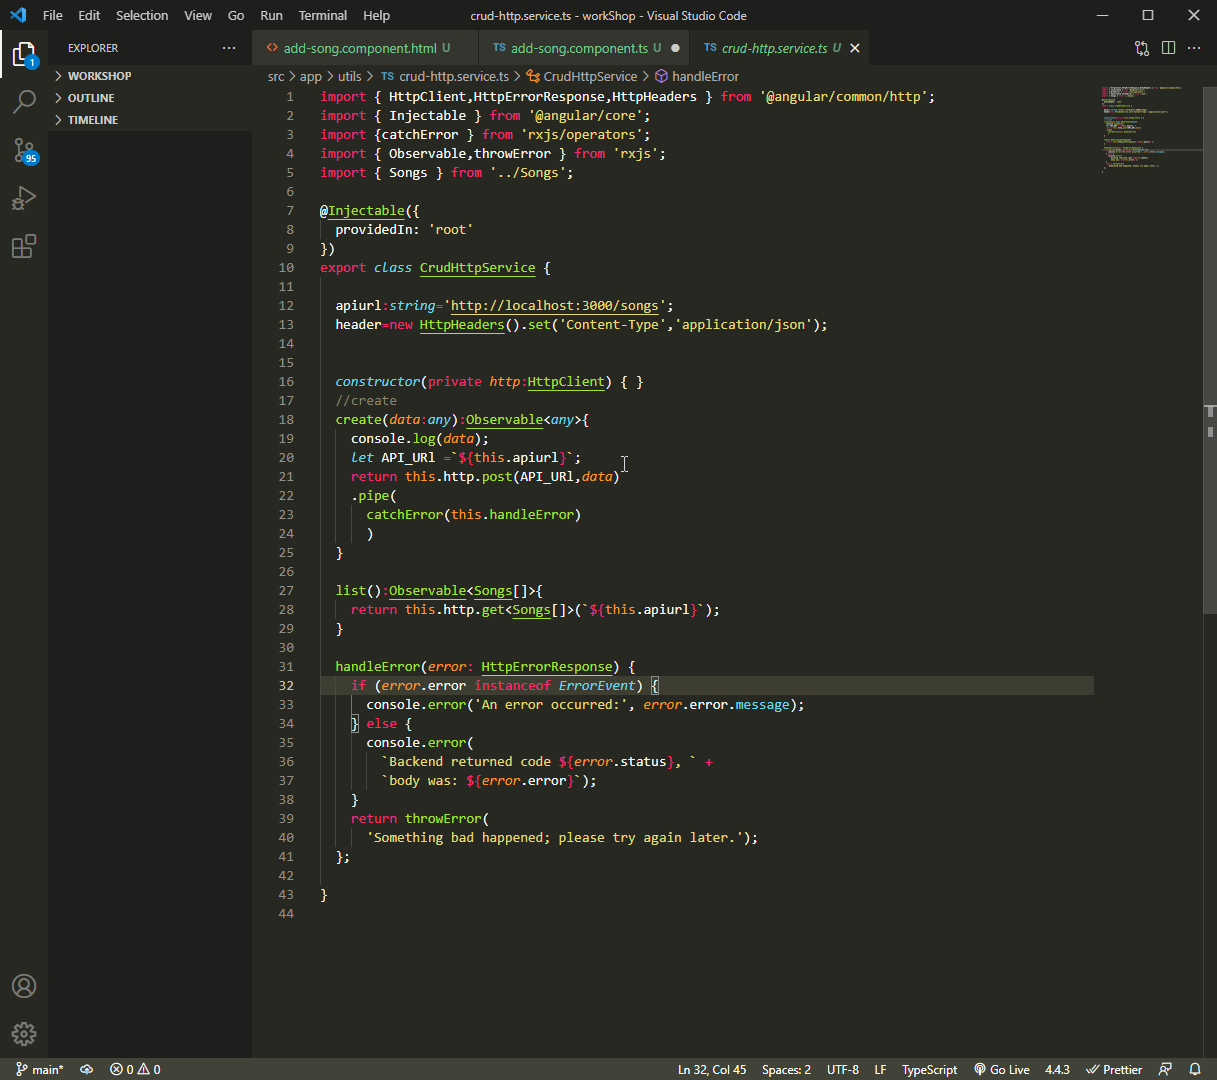 File Edit Selection View Go Run Terminal Help crud-http.service.ts - workShop - Visual Studio Code
EXPLORER
1
95
WORKSHOP
OUTLINE
TIMELINE
add-song.component.html U TS add-song.component.ts U TS crud-http.service.ts U
src > app > utils > TS crud-http.service.ts > CrudHttpService > handleError
1 import { HttpClient,HttpErrorResponse,HttpHeaders } from '@angular/common/http';
2 import { Injectable } from '@angular/core';
3 import {catchError } from 'rxjs/operators';
4 import { Observable,throwError } from 'rxjs';
5 import { Songs } from '../Songs';
6
7 @Injectable({
8   providedIn: 'root'
9 })
10 export class CrudHttpService {
11
12   apiurl:string='http://localhost:3000/songs';
13   header=new HttpHeaders().set('Content-Type','application/json');
14
15
16   constructor(private http:HttpClient) { }
17   //create
18   create(data:any):Observable<any>{
19     console.log(data);
20     let API_URl =`${this.apiurl}`;
21     return this.http.post(API_URl,data)
22     .pipe(
23       catchError(this.handleError)
24       )
25   }
26
27   list():Observable<Songs[]>{
28     return this.http.get<Songs[]>(`${this.apiurl}`);
29   }
30
31   handleError(error: HttpErrorResponse) {
32     if (error.error instanceof ErrorEvent) {
33       console.error('An error occurred:', error.error.message);
34     } else {
35       console.error(
36         `Backend returned code ${error.status}, ` +
37         `body was: ${error.error}`);
38     }
39     return throwError(
40       'Something bad happened; please try again later.');
41   };
42
43 }
44
main* 0 0 Ln 32, Col 45 Spaces: 2 UTF-8 LF TypeScript Go Live 4.4.3 Prettier